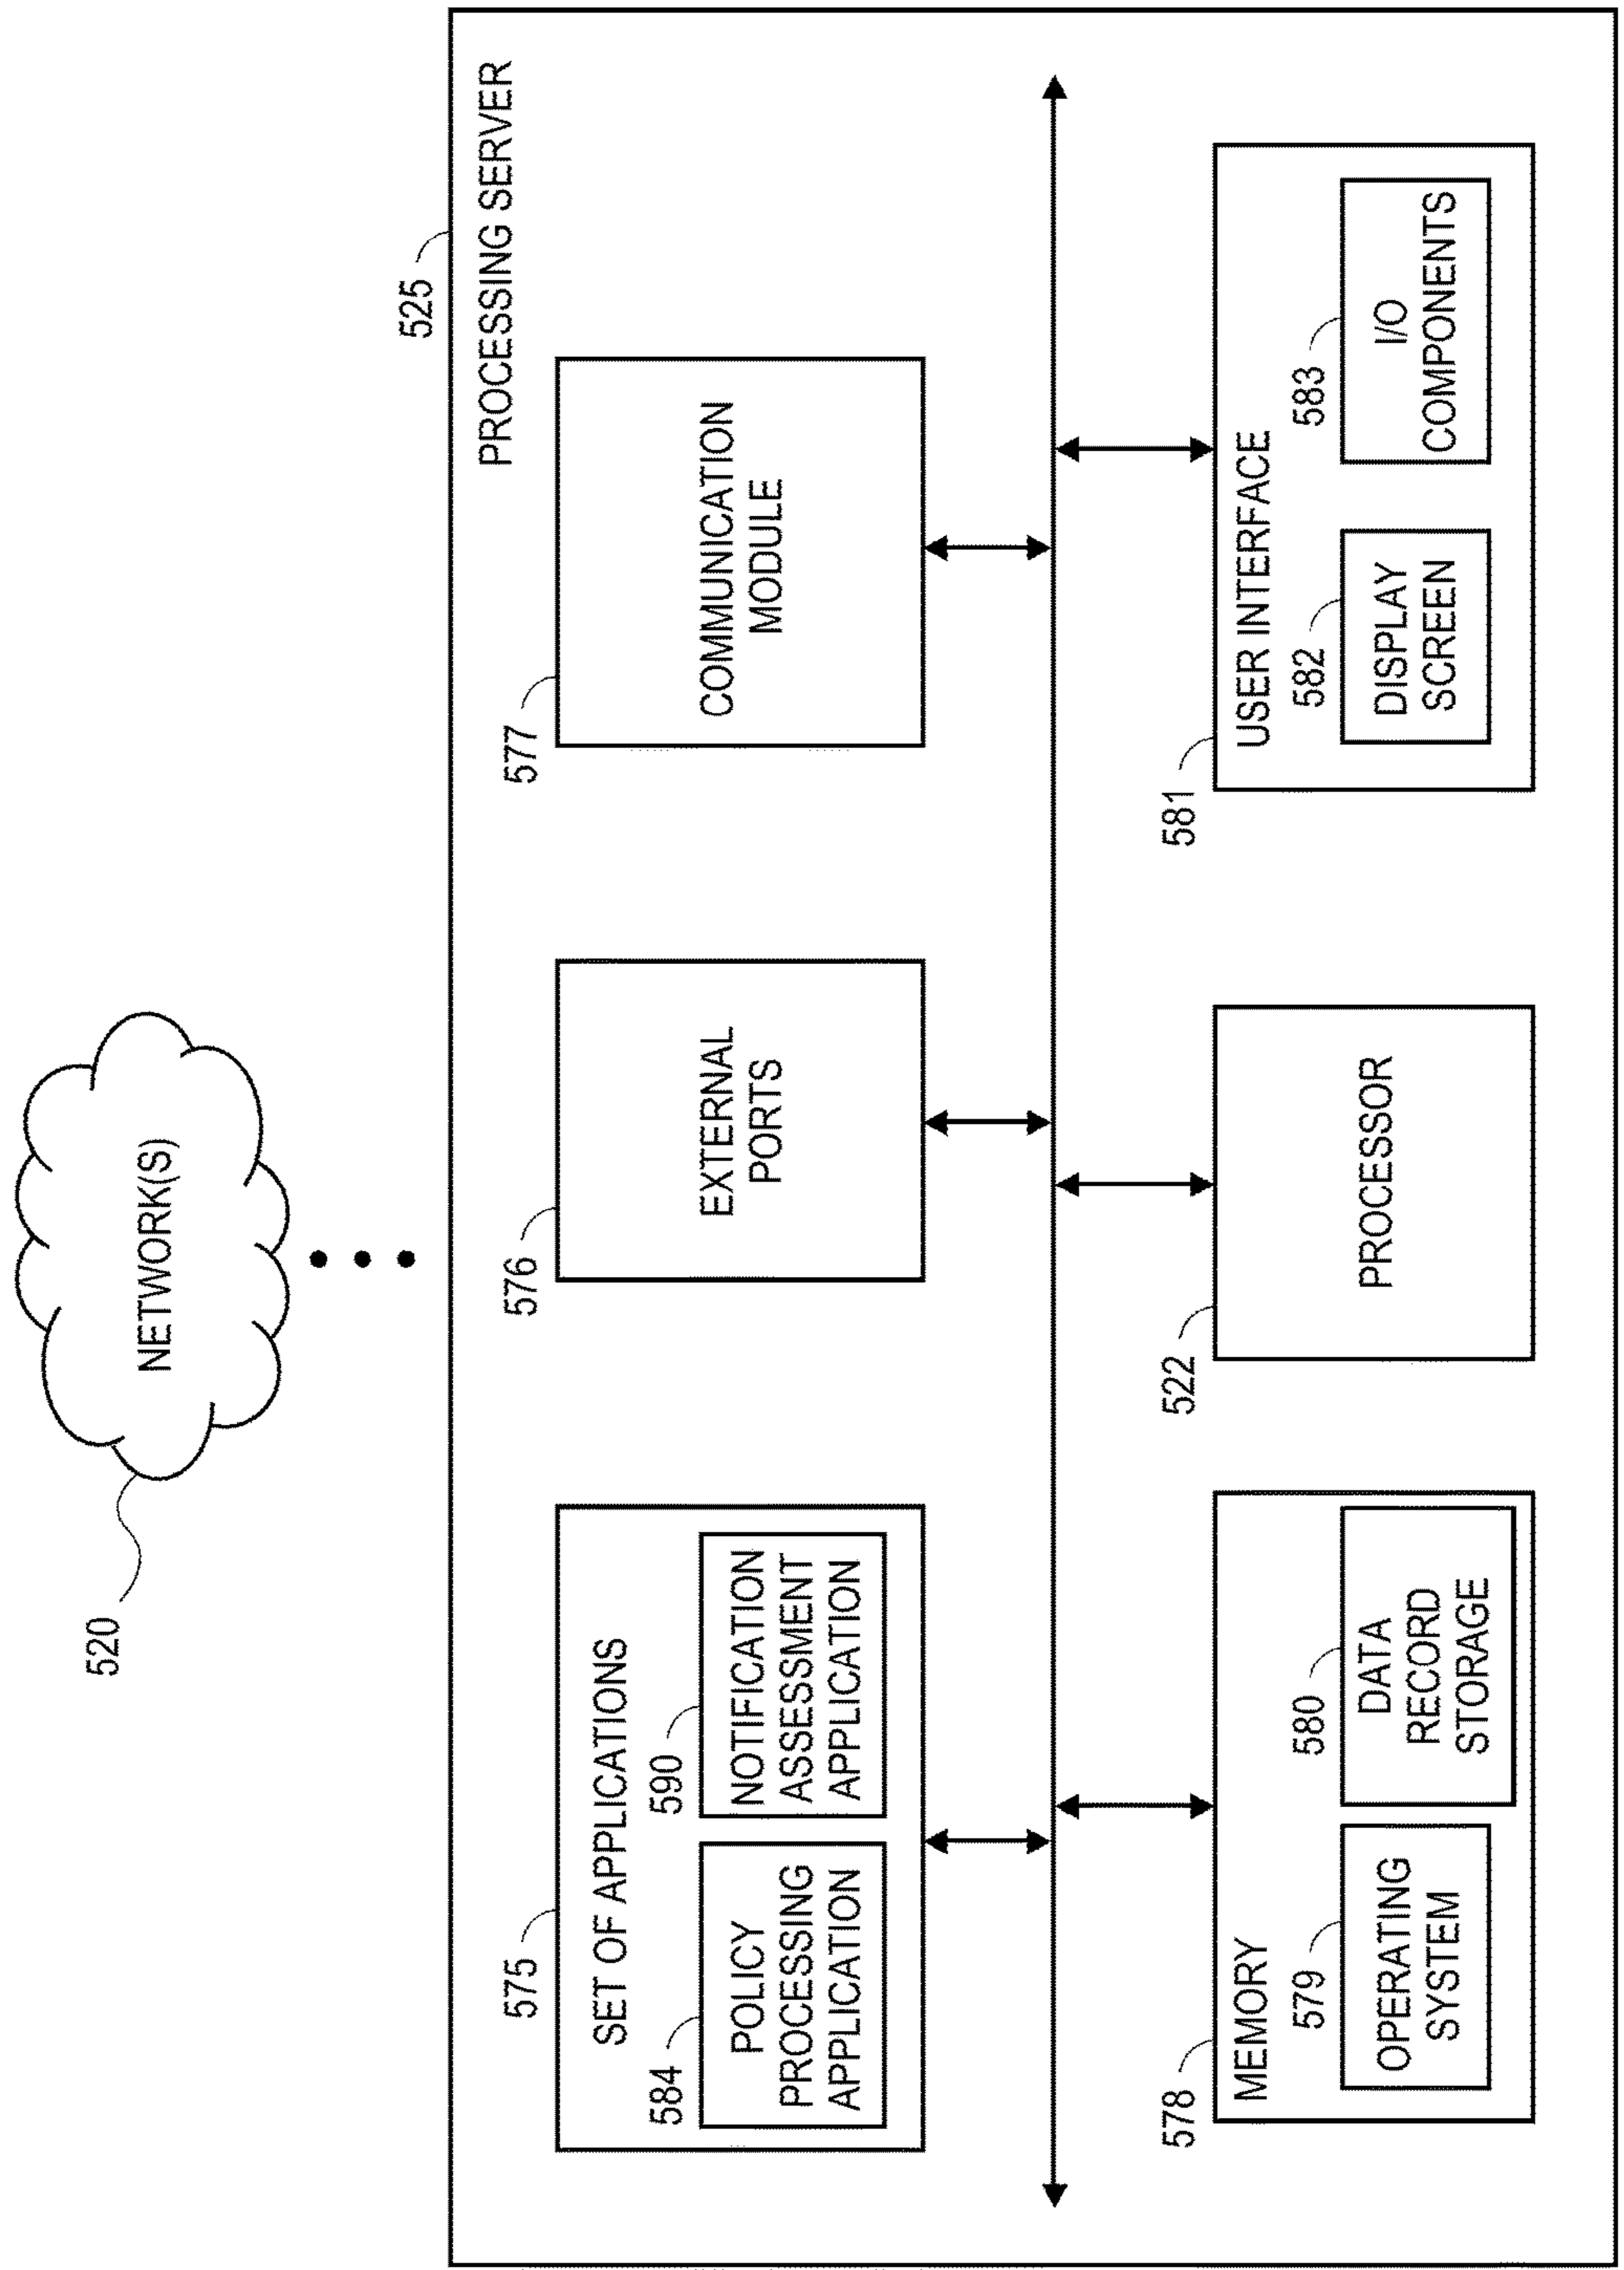 NETWORK(S)
520
525
PROCESSING SERVER
575
SET OF APPLICATIONS
584
POLICY
PROCESSING
APPLICATION
590
NOTIFICATION
ASSESSMENT
APPLICATION
576
EXTERNAL
PORTS
577
COMMUNICATION
MODULE
578
MEMORY
579
OPERATING
SYSTEM
580
DATA
RECORD
STORAGE
522
PROCESSOR
581
USER INTERFACE
582
DISPLAY
SCREEN
583
I/O
COMPONENTS